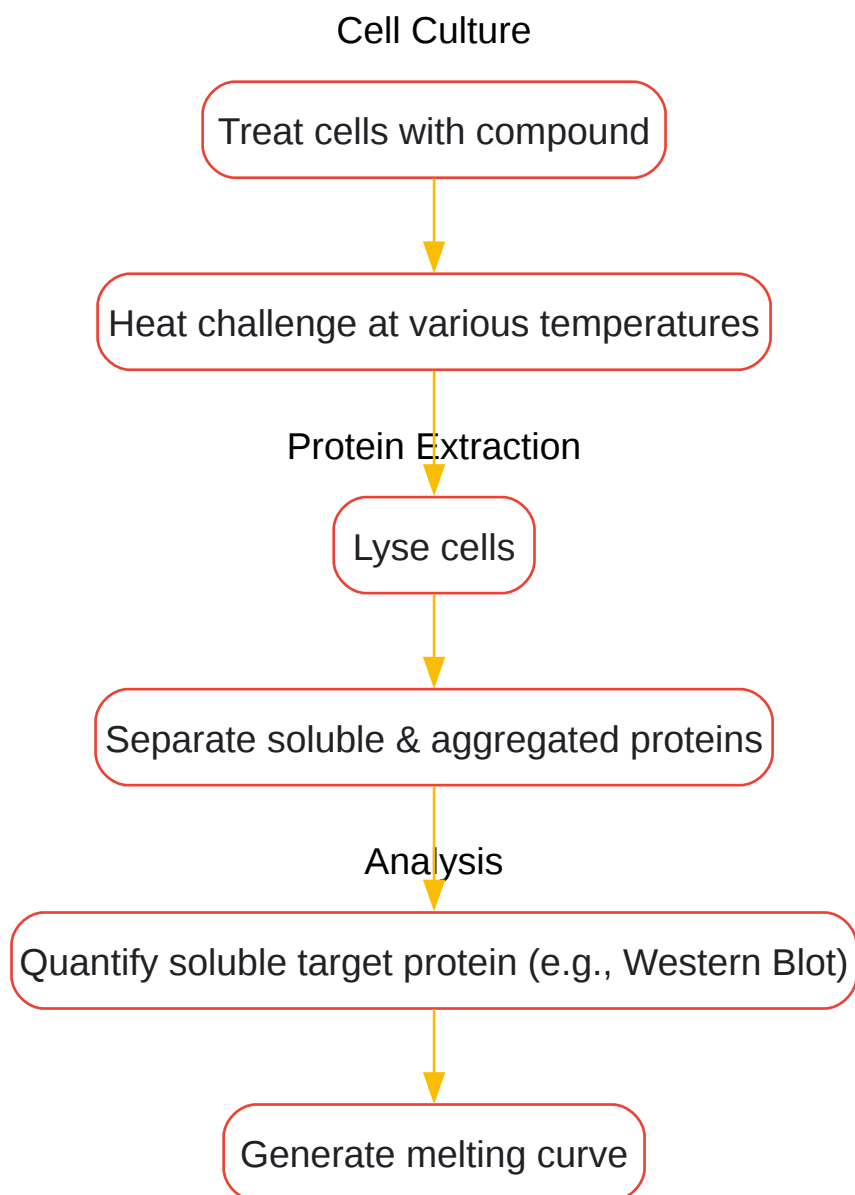 Cell Culture
Treat cells with compound
Heat challenge at various temperatures
Protein Extraction
Lyse cells
Separate soluble & aggregated proteins
Analysis
Quantify soluble target protein (e.g., Western Blot)
Generate melting curve